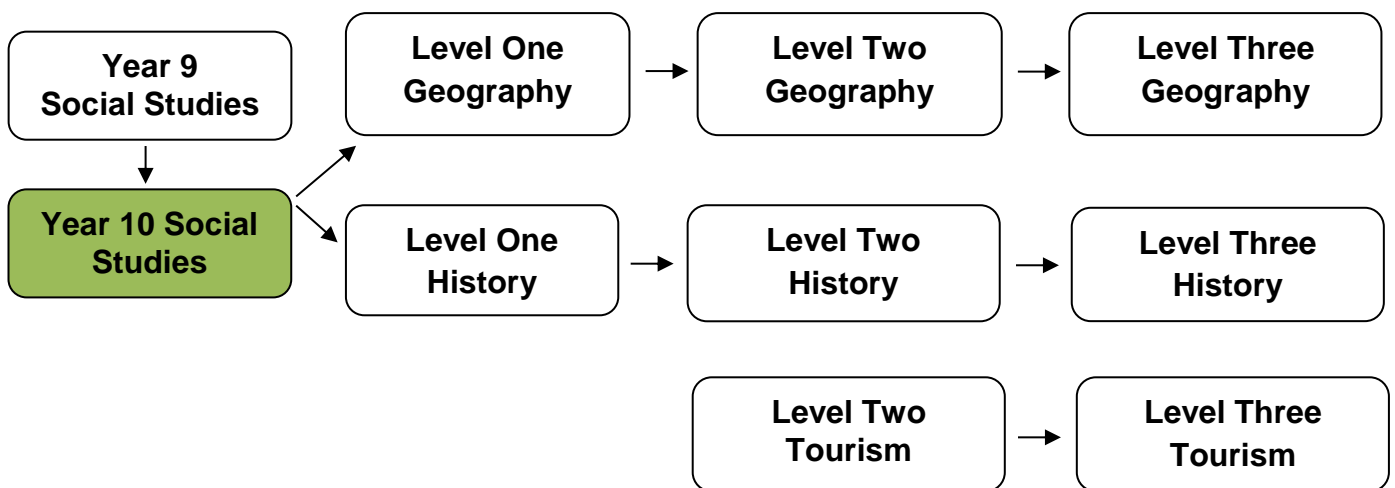 Year 9
Social Studies
Year 10 Social
Studies
Level One
Geography
Level Two
Geography
Level Three
Geography
Level One
History
Level Two
History
Level Three
History
Level Two
Tourism
Level Three
Tourism